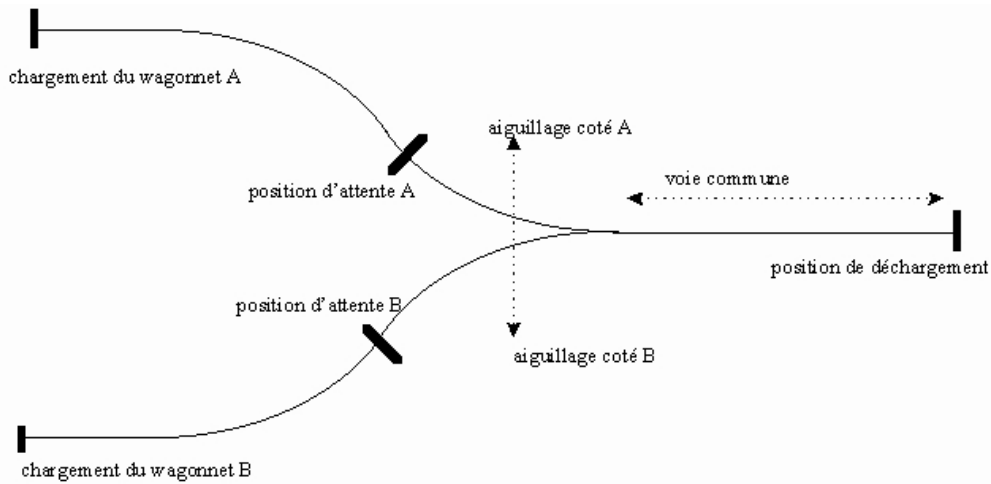 chargement du wagonnet A
aiguillage coté A
position d'attente A
voie commune
position de déchargement
position d'attente B
aiguillage coté B
chargement du wagonnet B